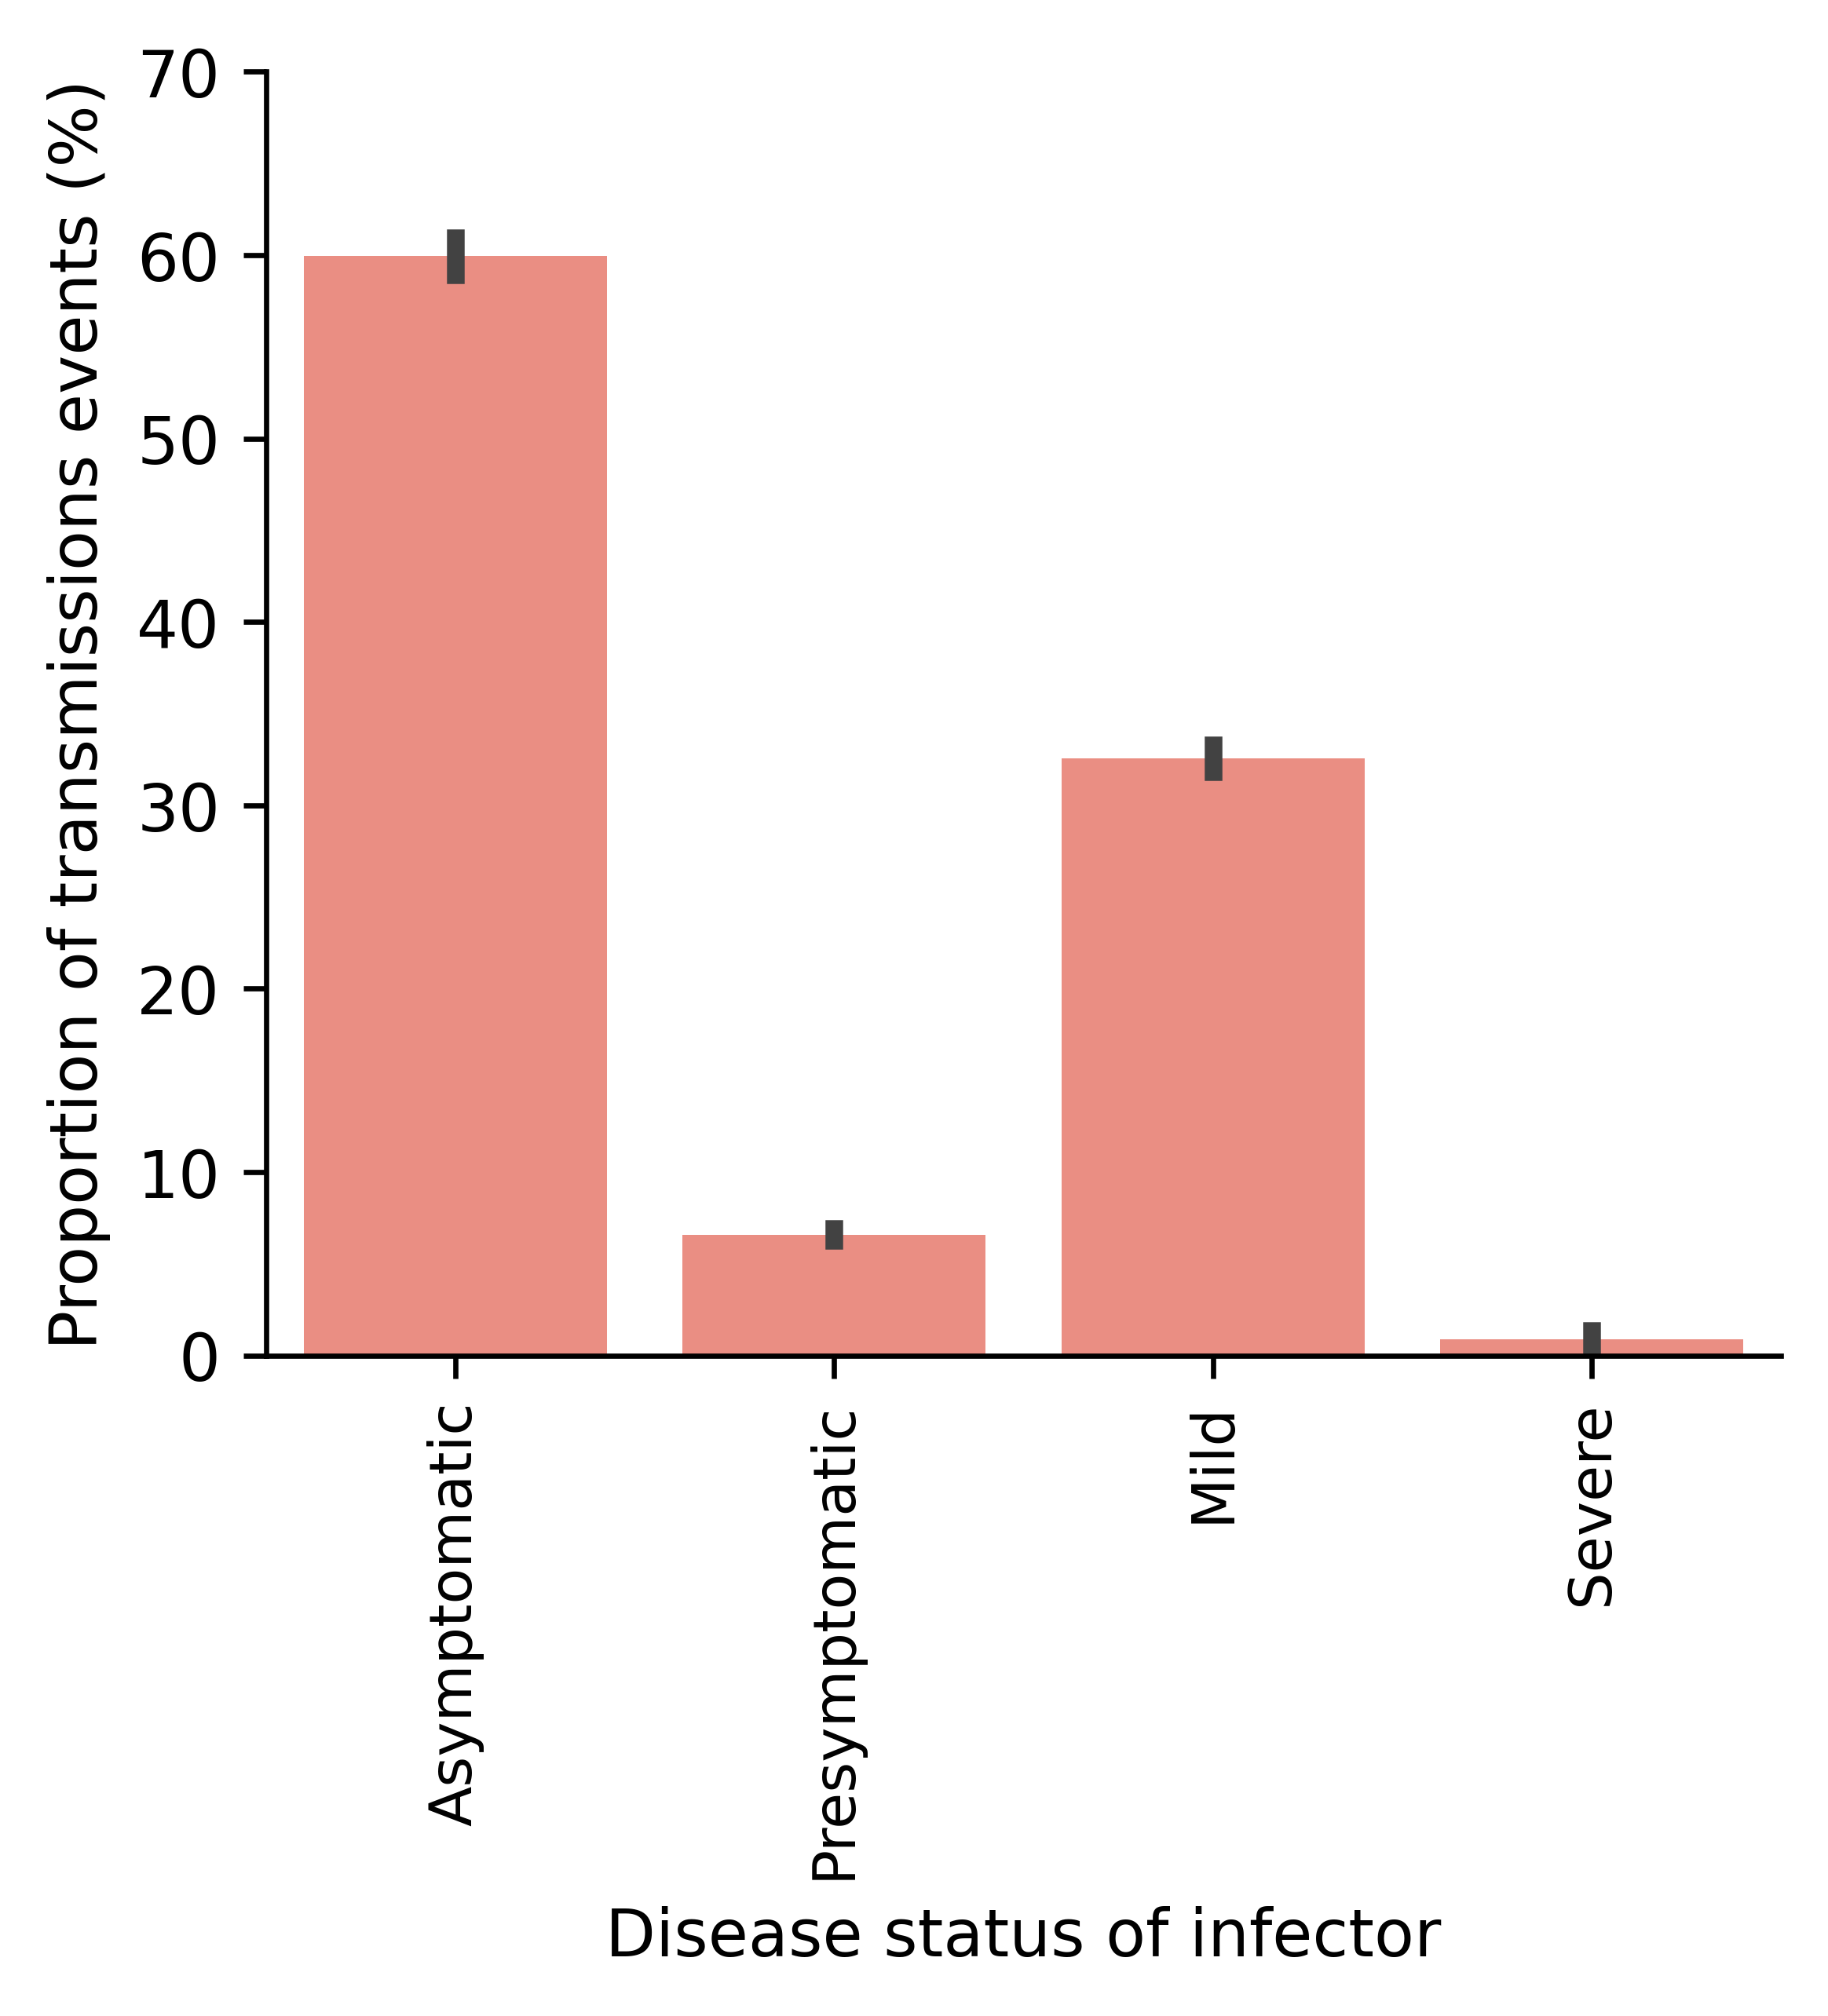 Proportion of transmissions events (%)
70
60
50
40
30
20
10
0
Asymptomatic
Presymptomatic
Mild
Severe
Disease status of infector